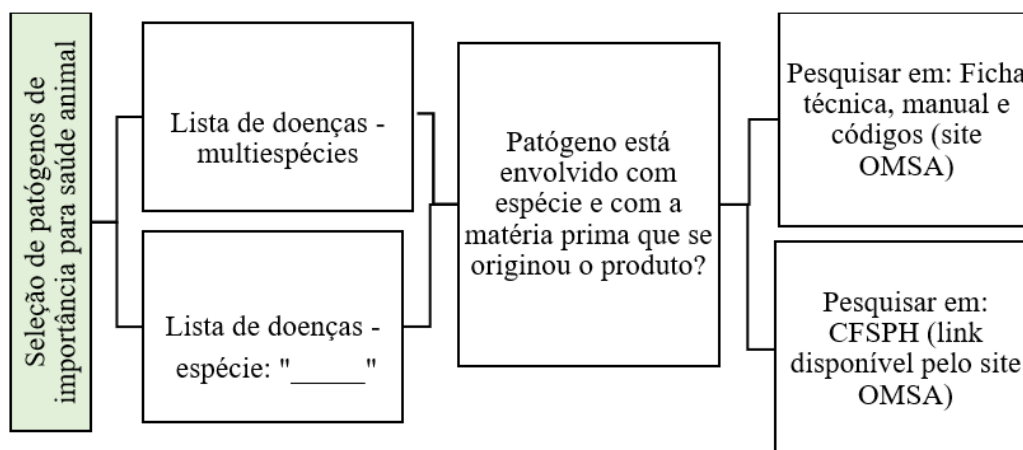 Seleção de patógenos de
importância para saúde animal
Lista de doenças -
multiespécies
Lista de doenças -
espécie: "_____"
Patógeno está
envolvido com
espécie e com a
matéria prima que se
originou o produto?
Pesquisar em: Ficha
técnica, manual e
códigos (site
OMSA)
Pesquisar em:
CFSPH (link
disponível pelo site
OMSA)